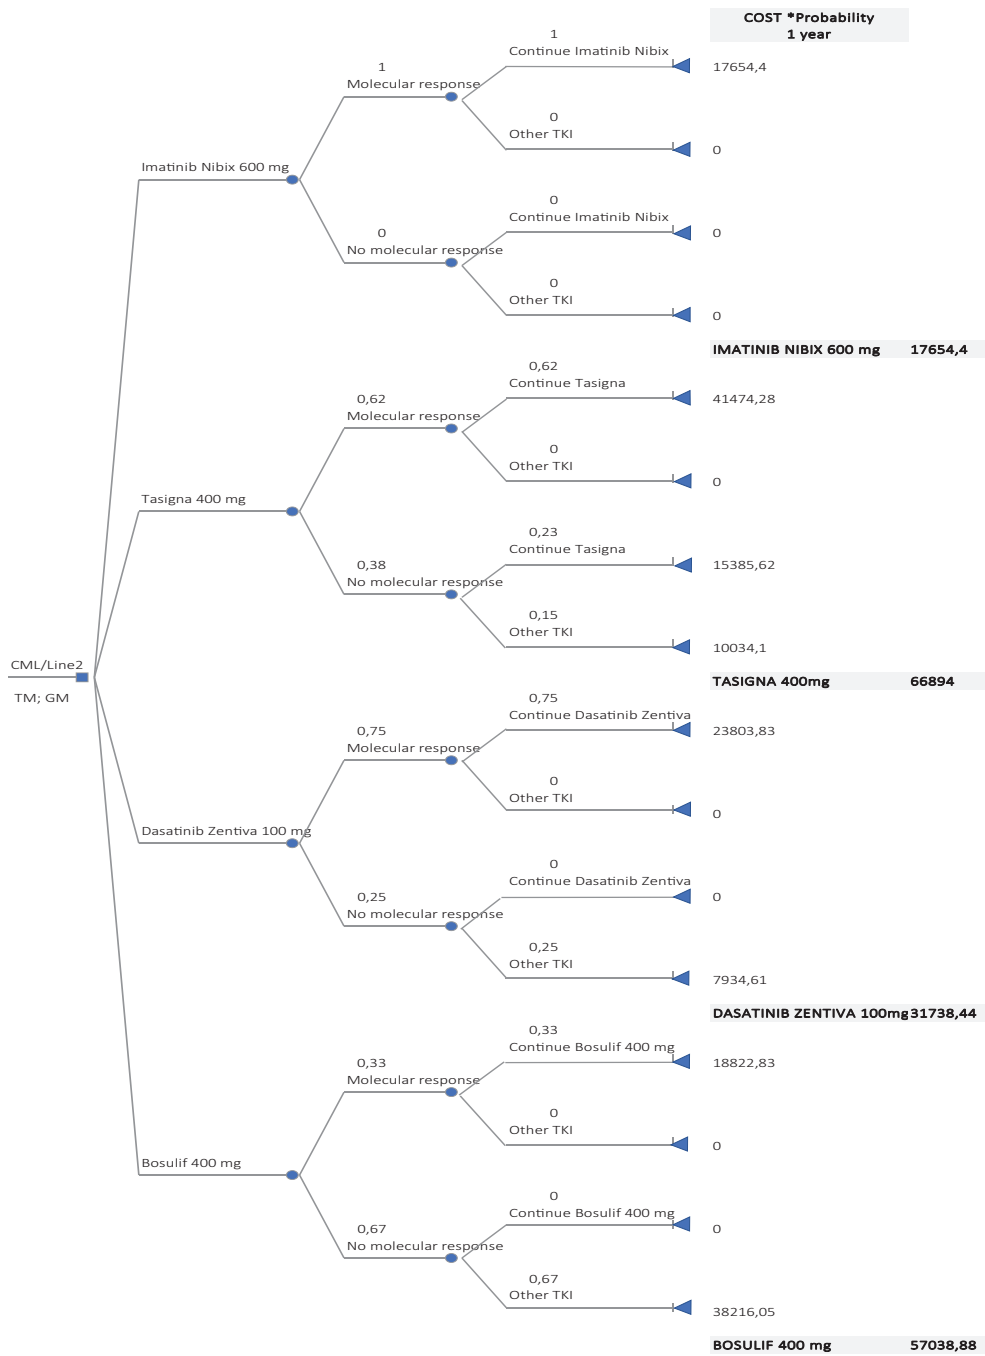 COST *Probability
1 year
1
Continue Imatinib Nibix
17654,4
1
Molecular response
0
Other TKI
0
Imatinib Nibix 600 mg
0
Continue Imatinib Nibix
0
0
No molecular response
0
Other TKI
0
IMATINIB NIBIX 600 mg 17654,4
0,62
Continue Tasigna
41474,28
0,62
Molecular response
0
Other TKI
0
Tasigna 400 mg
0,23
Continue Tasigna
15385,62
0,38
No molecular response
0,15
Other TKI
10034,1
CML/Line2
TM; GM
TASIGNA 400mg 66894
0,75
Continue Dasatinib Zentiva
23803,83
0,75
Molecular response
0
Other TKI
0
Dasatinib Zentiva 100 mg
0
Continue Dasatinib Zentiva
0
0,25
No molecular response
0,25
Other TKI
7934,61
DASATINIB ZENTIVA 100mg 31738,44
0,33
Continue Bosulif 400 mg
18822,83
0,33
Molecular response
0
Other TKI
0
Bosulif 400 mg
0
Continue Bosulif 400 mg
0
0,67
No molecular response
0,67
Other TKI
38216,05
BOSULIF 400 mg 57038,88